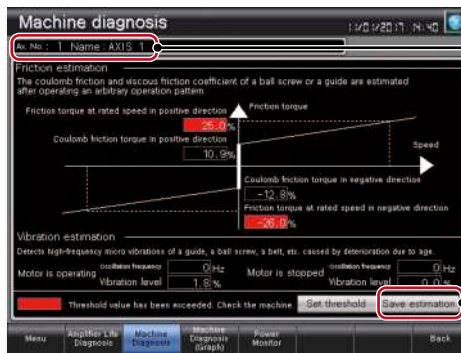 Machine diagnosis
11/01/2017 14:40
Ax. No.: 1 Name: AXIS 1
Friction estimation
The coulomb friction and viscous friction coefficient of a ball screw or a guide are estimated
after operating an arbitrary operation pattern.
Friction torque at rated speed in positive direction
25.0%
Friction torque
Coulomb friction torque in positive direction
10.9%
Speed
Coulomb friction torque in negative direction
-12.8%
Friction torque at rated speed in negative direction
-26.0%
Vibration estimation
Detects high-frequency micro vibrations of a guide, a ball screw, a belt, etc. caused by deterioration due to age.
Motor is operating
Oscillation frequency
0 Hz
Vibration level
1.8 %
Motor is stopped
Oscillation frequency
0 Hz
Vibration level
0.0 %
Threshold value has been exceeded. Check the machine
Set threshold
Save estimation
Menu
Amplifier Life
Diagnosis
Machine
Diagnosis
Machine
Diagnosis
(Graph)
Power
Monitor
Back